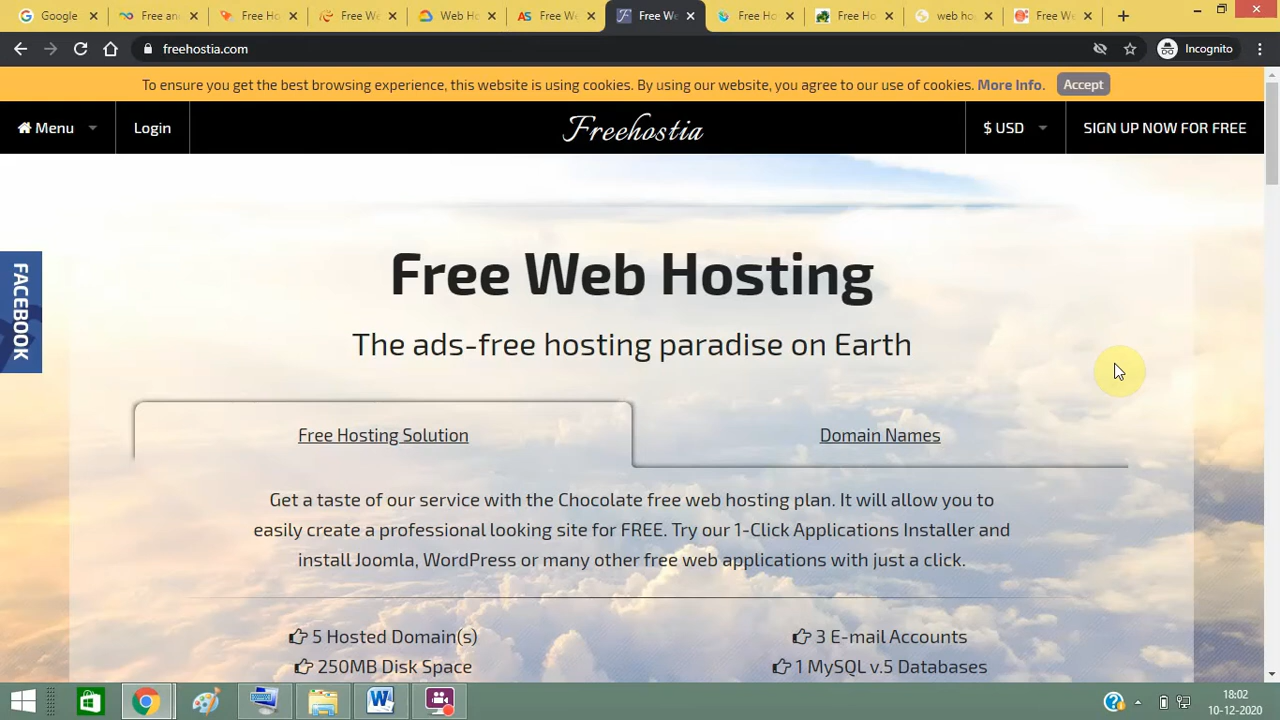 Google
Free an
Free Ho
Free We
Web Ho
Free We
Free We
Free Ho
Free Ho
web hos
Free We
freehostia.com
Incognito
To ensure you get the best browsing experience, this website is using cookies. By using our website, you agree to our use of cookies. More Info. Accept
Menu
Login
Freehostia
$ USD
SIGN UP NOW FOR FREE
FACEBOOK
Free Web Hosting
The ads-free hosting paradise on Earth
Free Hosting Solution
Domain Names
Get a taste of our service with the Chocolate free web hosting plan. It will allow you to
easily create a professional looking site for FREE. Try our 1-Click Applications Installer and
install Joomla, WordPress or many other free web applications with just a click.
5 Hosted Domain(s)
3 E-mail Accounts
250MB Disk Space
1 MySQL v.5 Databases
18:02
10-12-2020